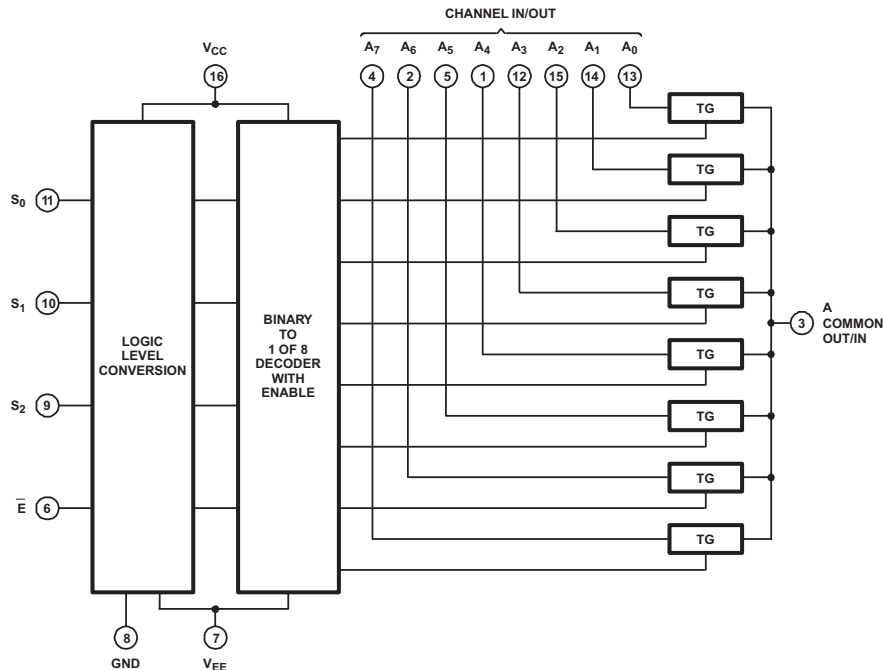 CHANNEL IN/OUT
VCC A7 A6 A5 A4 A3 A2 A1 A0
16 4 2 5 1 12 15 14 13
TG
TG
S0 11
TG
TG
S1 10
LOGIC
LEVEL
CONVERSION
BINARY
TO
1 OF 8
DECODER
WITH
ENABLE
3
A
COMMON
OUT/IN
TG
S2 9
TG
TG
E̅ 6
TG
8 7
GND VEE